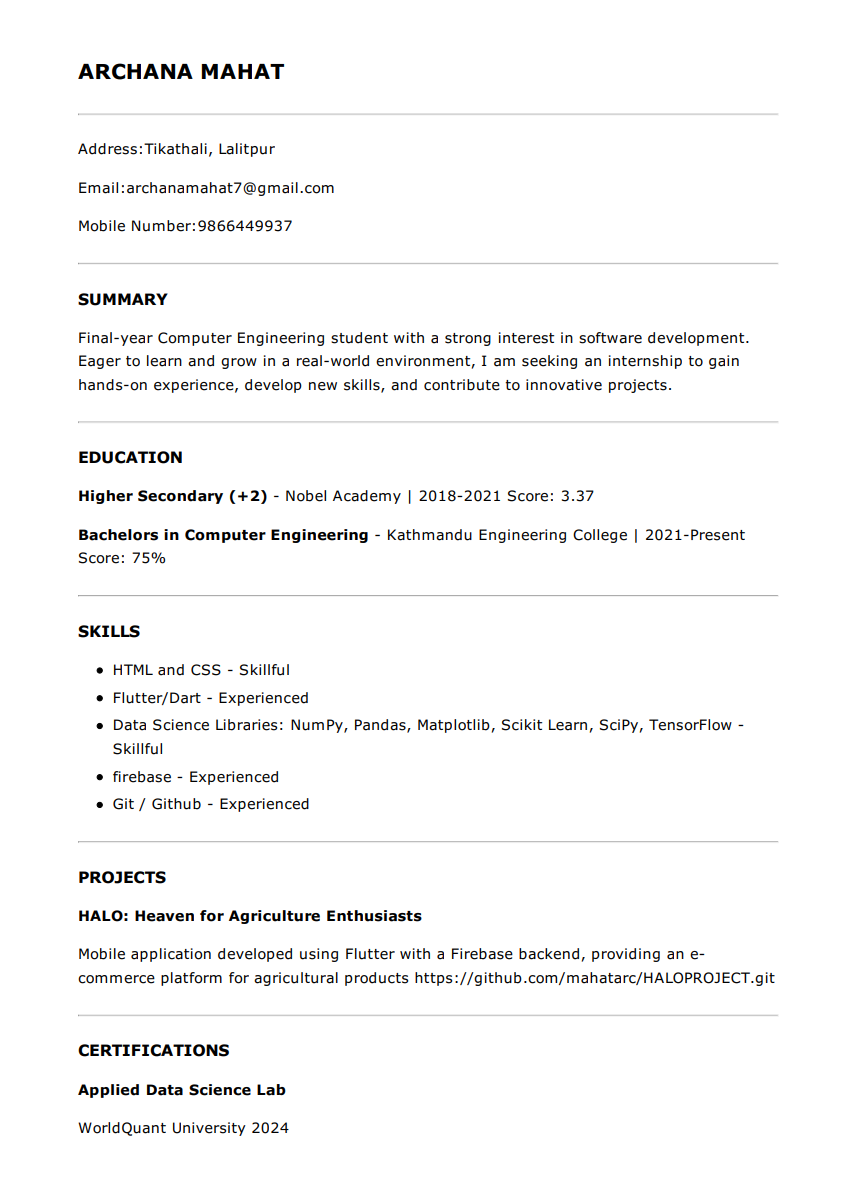 ARCHANA MAHAT
Address:Tikathali, Lalitpur
Email:archanamahat7@gmail.com
Mobile Number:9866449937
SUMMARY
Final-year Computer Engineering student with a strong interest in software development.
Eager to learn and grow in a real-world environment, I am seeking an internship to gain
hands-on experience, develop new skills, and contribute to innovative projects.
EDUCATION
Higher Secondary (+2) - Nobel Academy | 2018-2021 Score: 3.37
Bachelors in Computer Engineering - Kathmandu Engineering College | 2021-Present
Score: 75%
SKILLS
• HTML and CSS - Skillful
• Flutter/Dart - Experienced
• Data Science Libraries: NumPy, Pandas, Matplotlib, Scikit Learn, SciPy, TensorFlow -
Skillful
• firebase - Experienced
• Git / Github - Experienced
PROJECTS
HALO: Heaven for Agriculture Enthusiasts
Mobile application developed using Flutter with a Firebase backend, providing an e-
commerce platform for agricultural products https://github.com/mahatarc/HALOPROJECT.git
CERTIFICATIONS
Applied Data Science Lab
WorldQuant University 2024